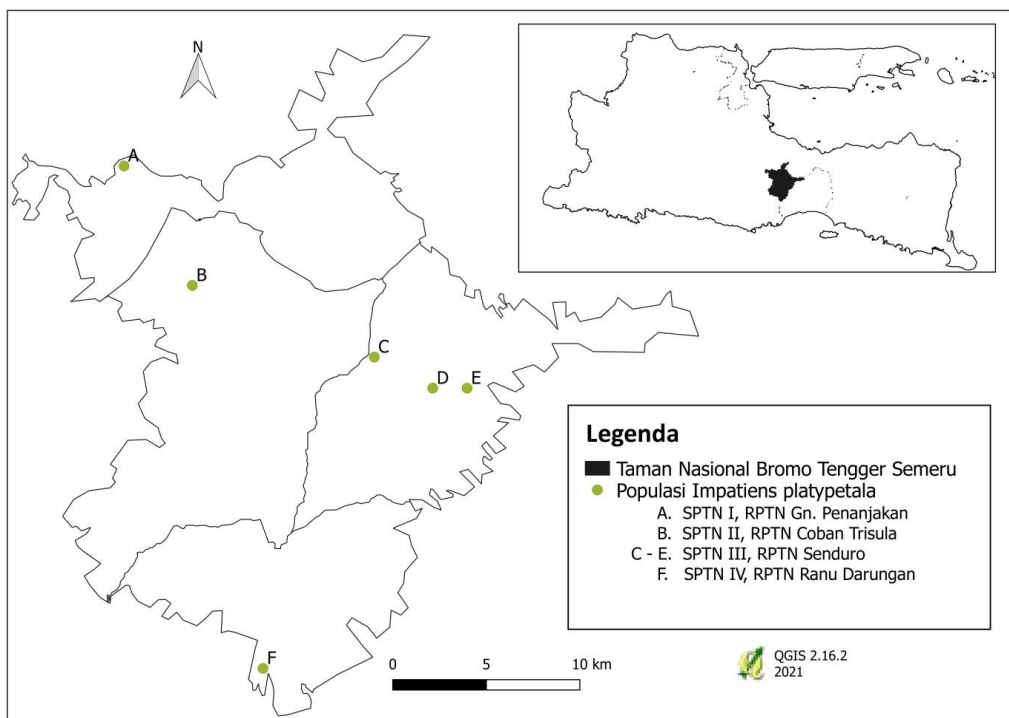 N
A
B
C
D
E
F
Legenda
Taman Nasional Bromo Tengger Semeru
Populasi Impatiens platypetala
A. SPTN I, RPTN Gn. Penanjakan
B. SPTN II, RPTN Coban Trisula
C - E. SPTN III, RPTN Senduro
F. SPTN IV, RPTN Ranu Darungan
0 5 10 km
QGIS 2.16.2
2021